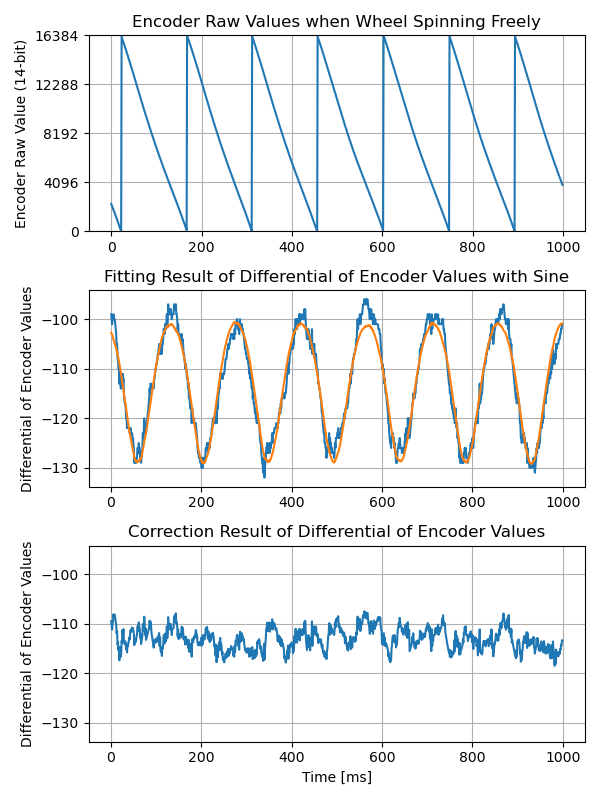 Encoder Raw Values when Wheel Spinning Freely
Encoder Raw Value (14-bit)
16384
12288
8192
4096
0
0 200 400 600 800 1000
Fitting Result of Differential of Encoder Values with Sine
Differential of Encoder Values
−100
−110
−120
−130
0 200 400 600 800 1000
Correction Result of Differential of Encoder Values
Differential of Encoder Values
−100
−110
−120
−130
0 200 400 600 800 1000
Time [ms]